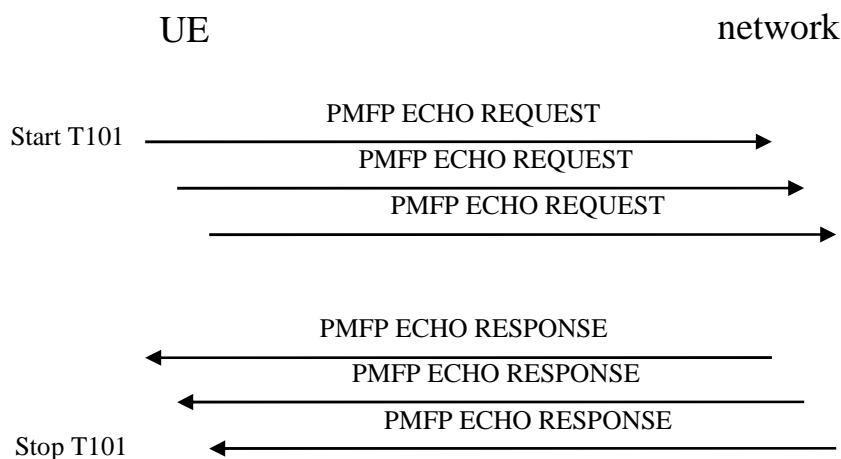 UE network
PMFP ECHO REQUEST
Start T101
PMFP ECHO REQUEST
PMFP ECHO REQUEST
PMFP ECHO RESPONSE
PMFP ECHO RESPONSE
PMFP ECHO RESPONSE
Stop T101